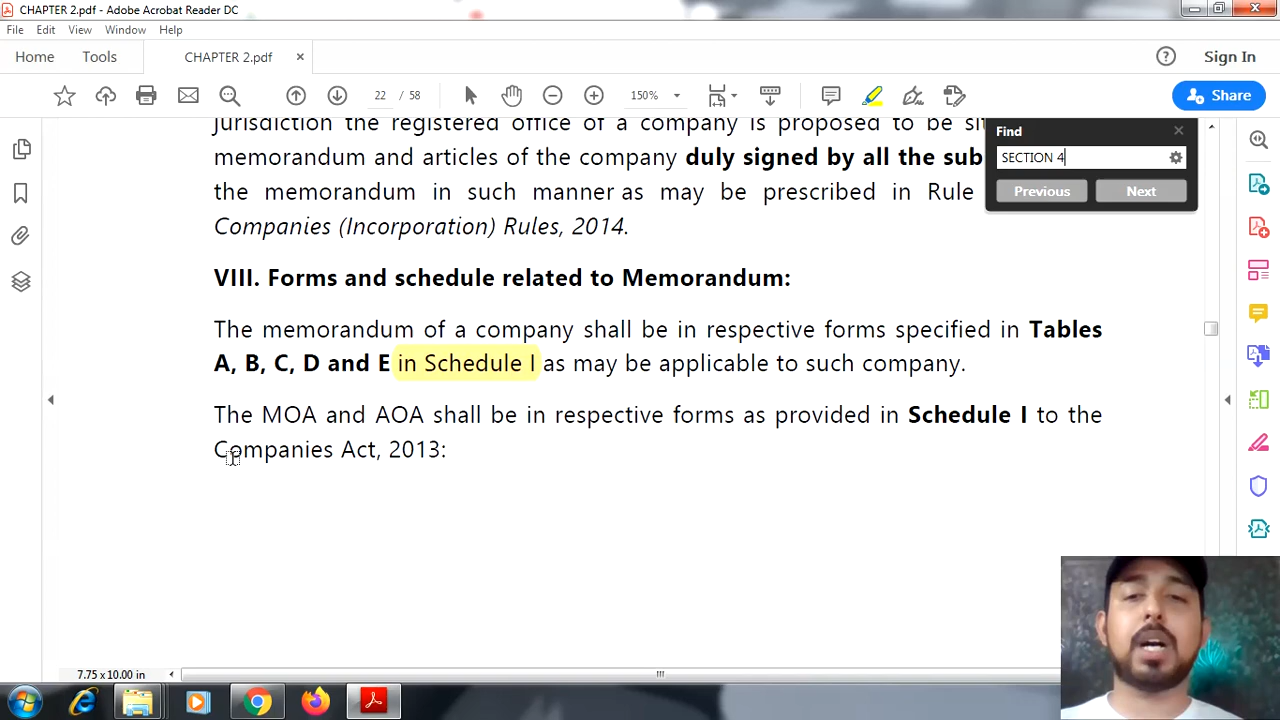 CHAPTER 2.pdf - Adobe Acrobat Reader DC
File Edit View Window Help
Home Tools CHAPTER 2.pdf × Sign In
22 / 58 150% Share
Jurisdiction the registered office of a company is proposed to be
memorandum and articles of the company duly signed by all the
the memorandum in such manner as may be prescribed in Rule
Companies (Incorporation) Rules, 2014.
Find
SECTION 4
Previous Next
VIII. Forms and schedule related to Memorandum:
The memorandum of a company shall be in respective forms specified in Tables
A, B, C, D and E in Schedule I as may be applicable to such company.
The MOA and AOA shall be in respective forms as provided in Schedule I to the
Companies Act, 2013:
7.75 x 10.00 in